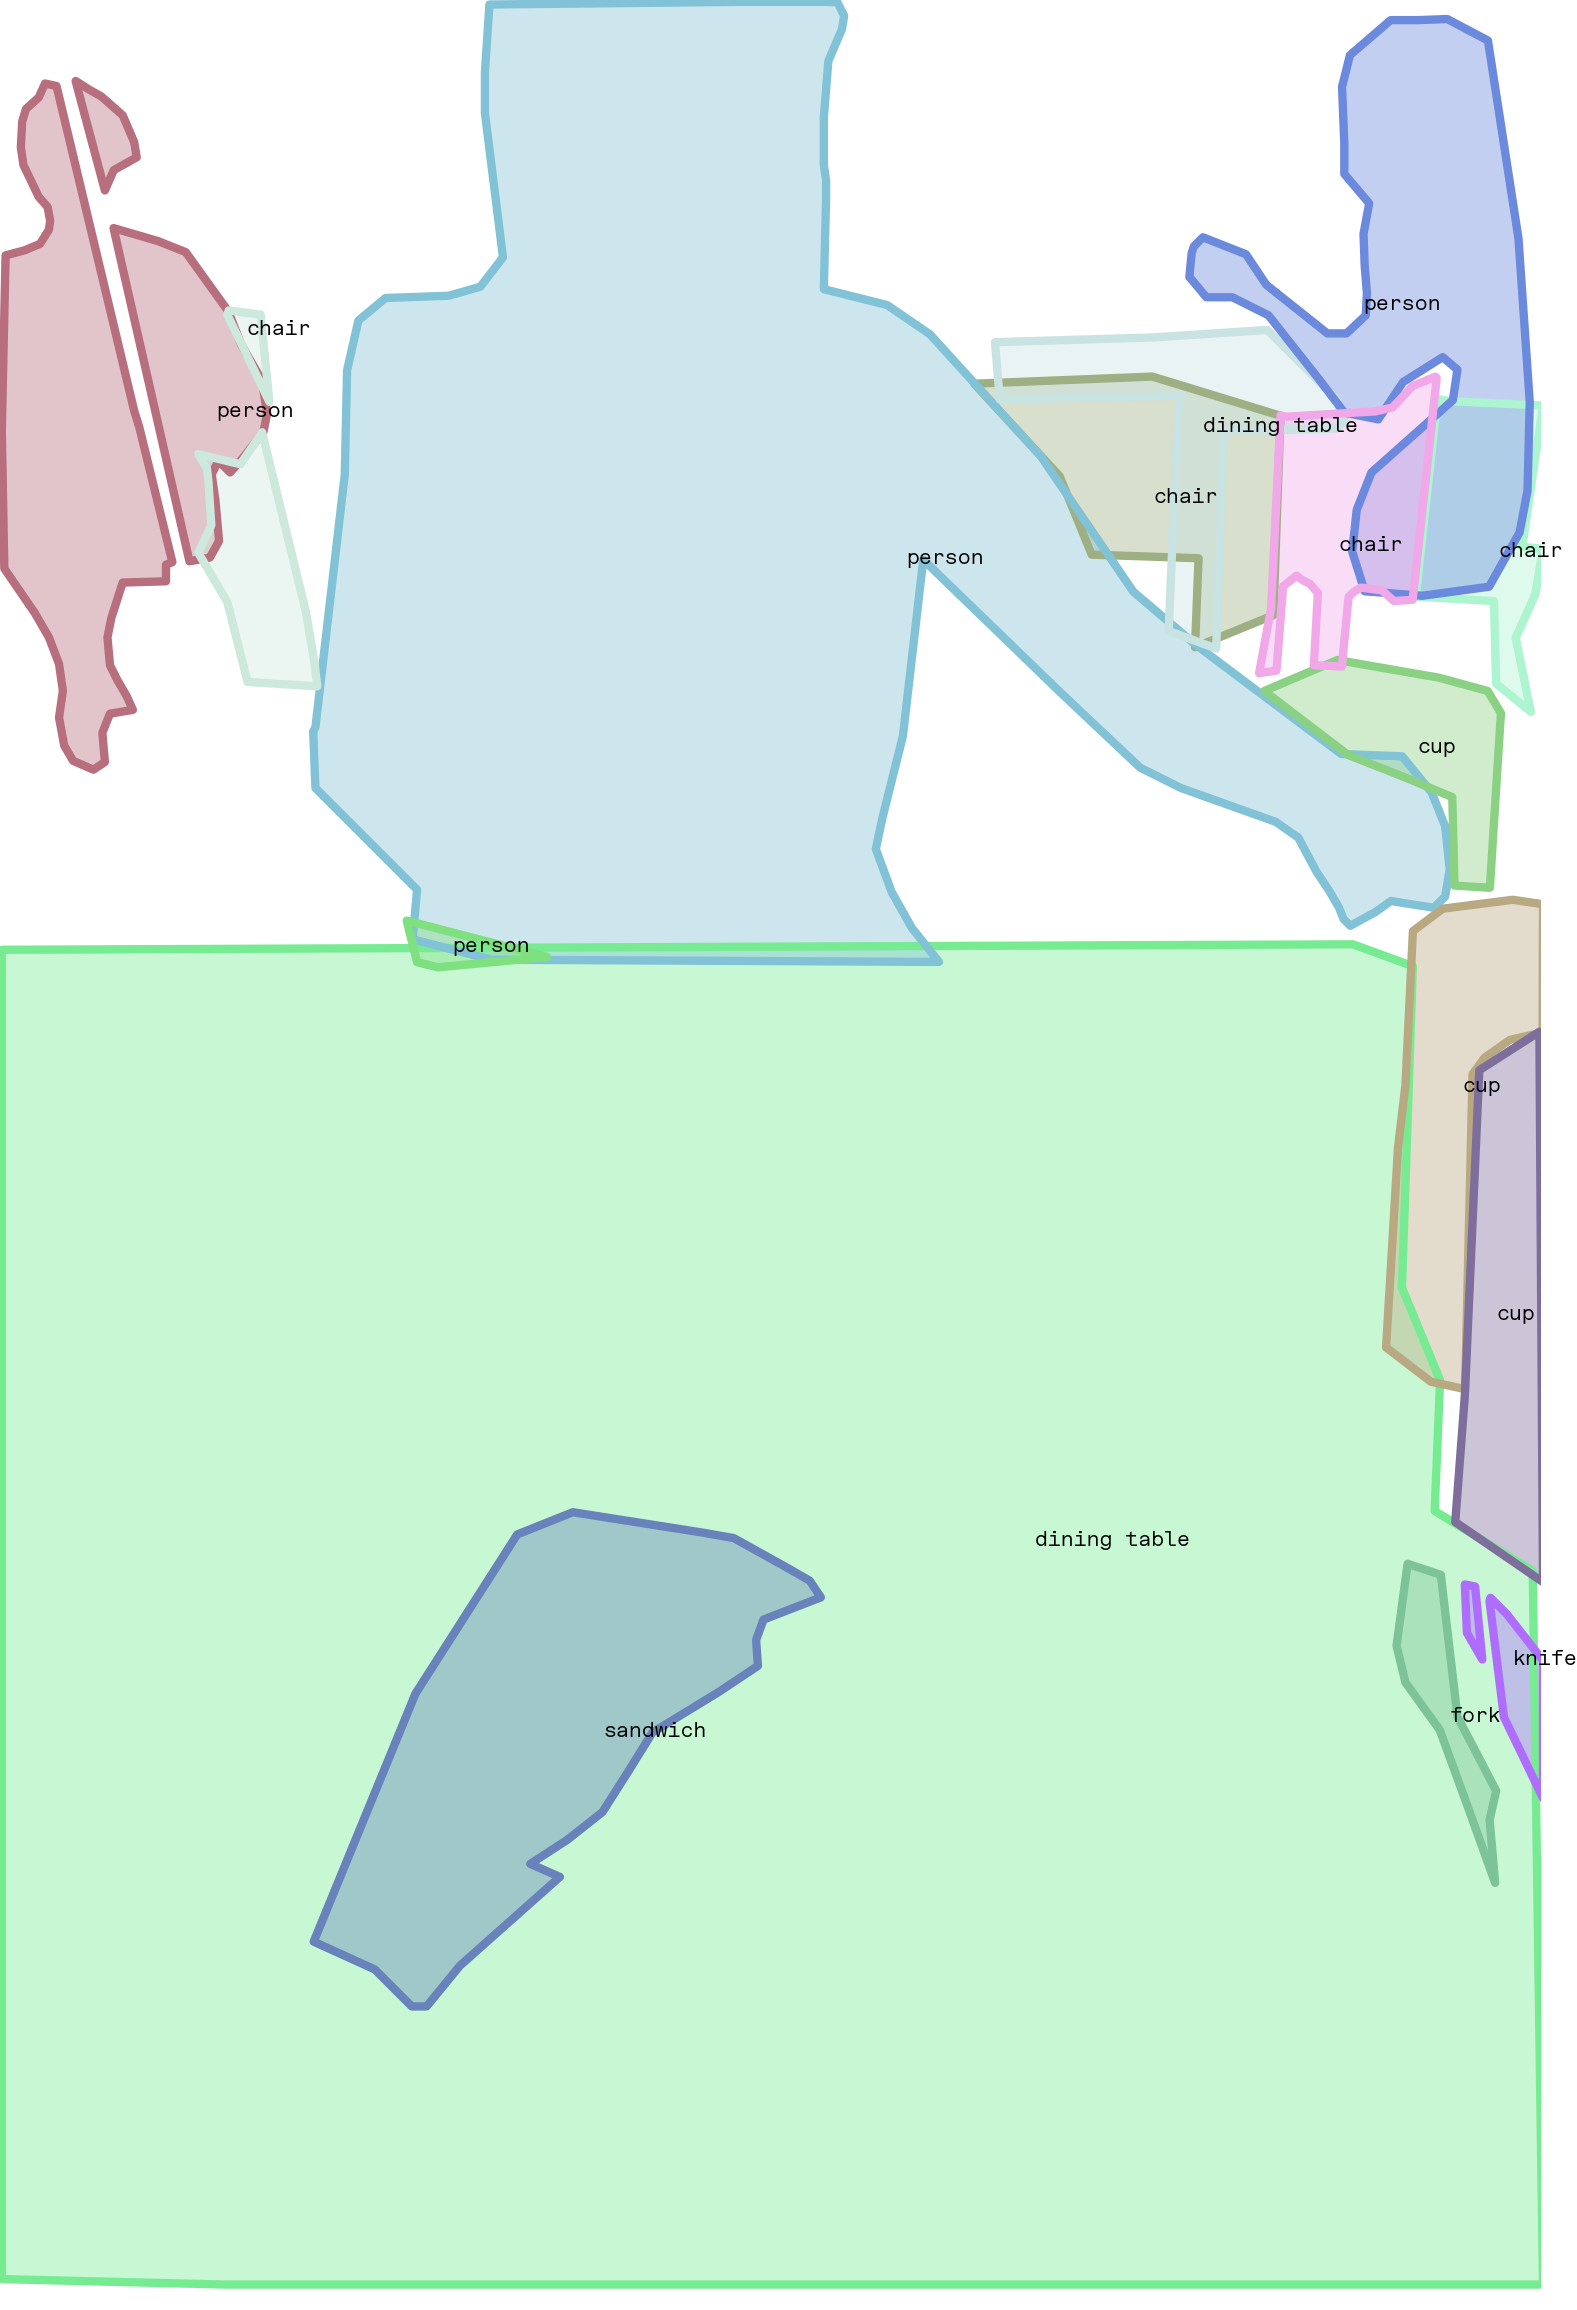 person
chair
person
dining table
chair
chair
chair
person
cup
person
cup
cup
dining table
knife
fork
sandwich